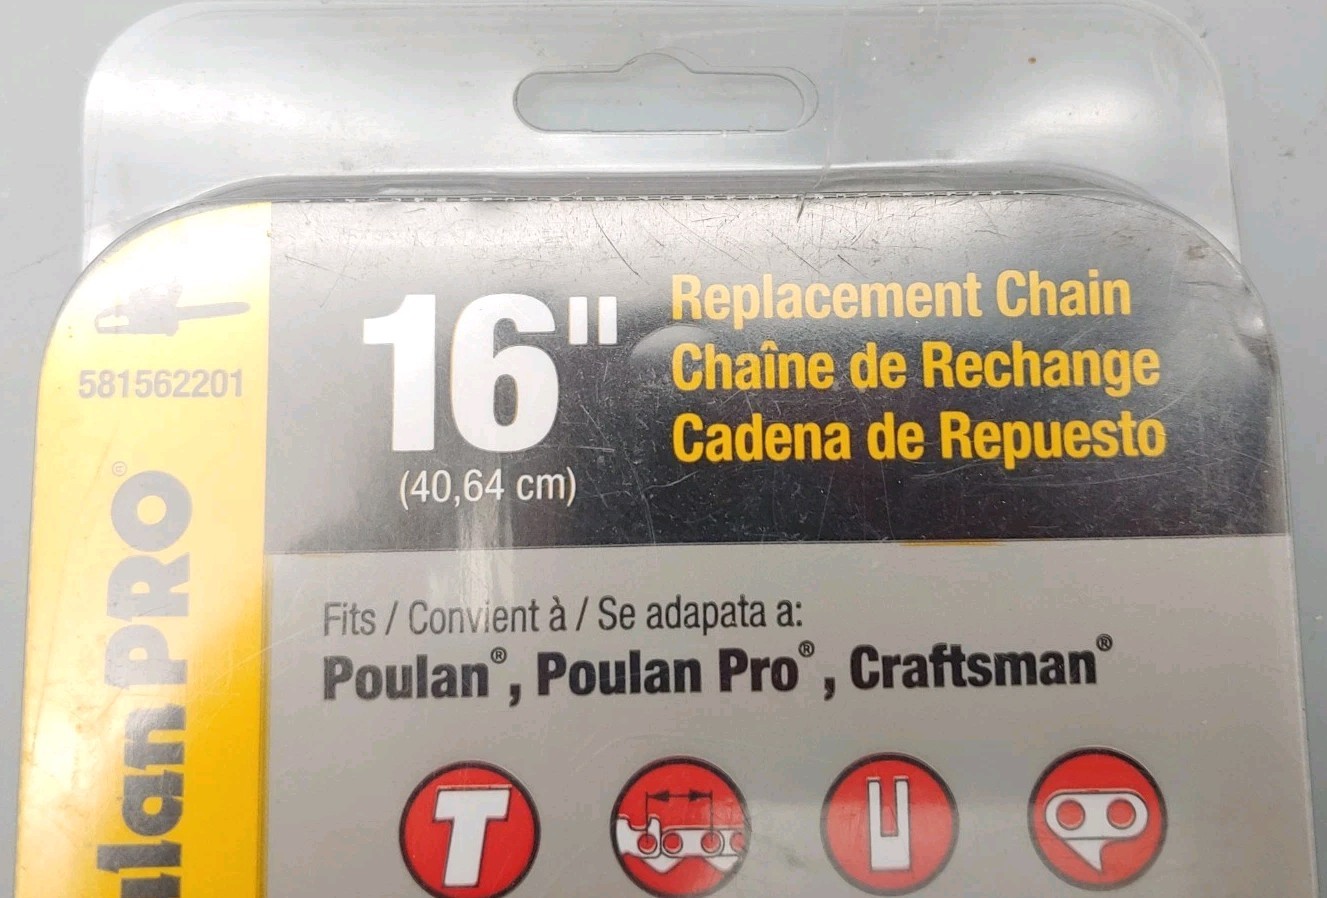 16"
(40,64 cm)
Replacement Chain
Chaîne de Rechange
Cadena de Repuesto
581562201
PRO®
Fits / Convient à / Se adapata a:
Poulan®, Poulan Pro®, Craftsman®
T